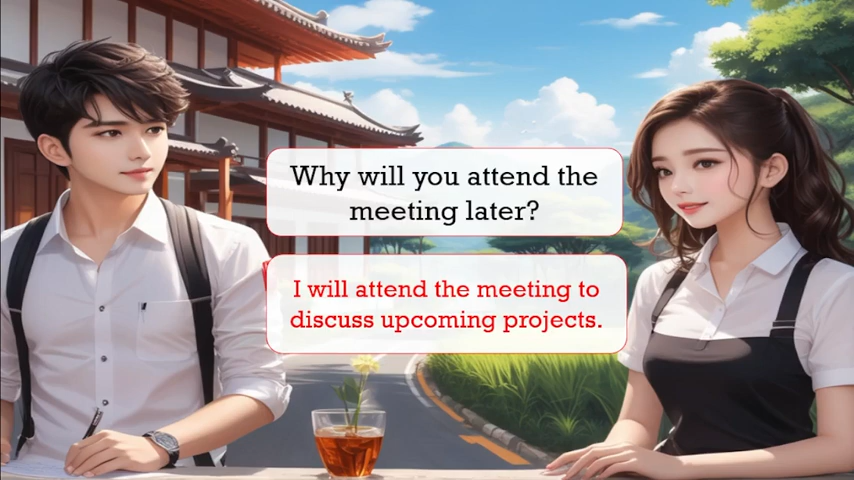 Why will you attend the
meeting later?
I will attend the meeting to
discuss upcoming projects.